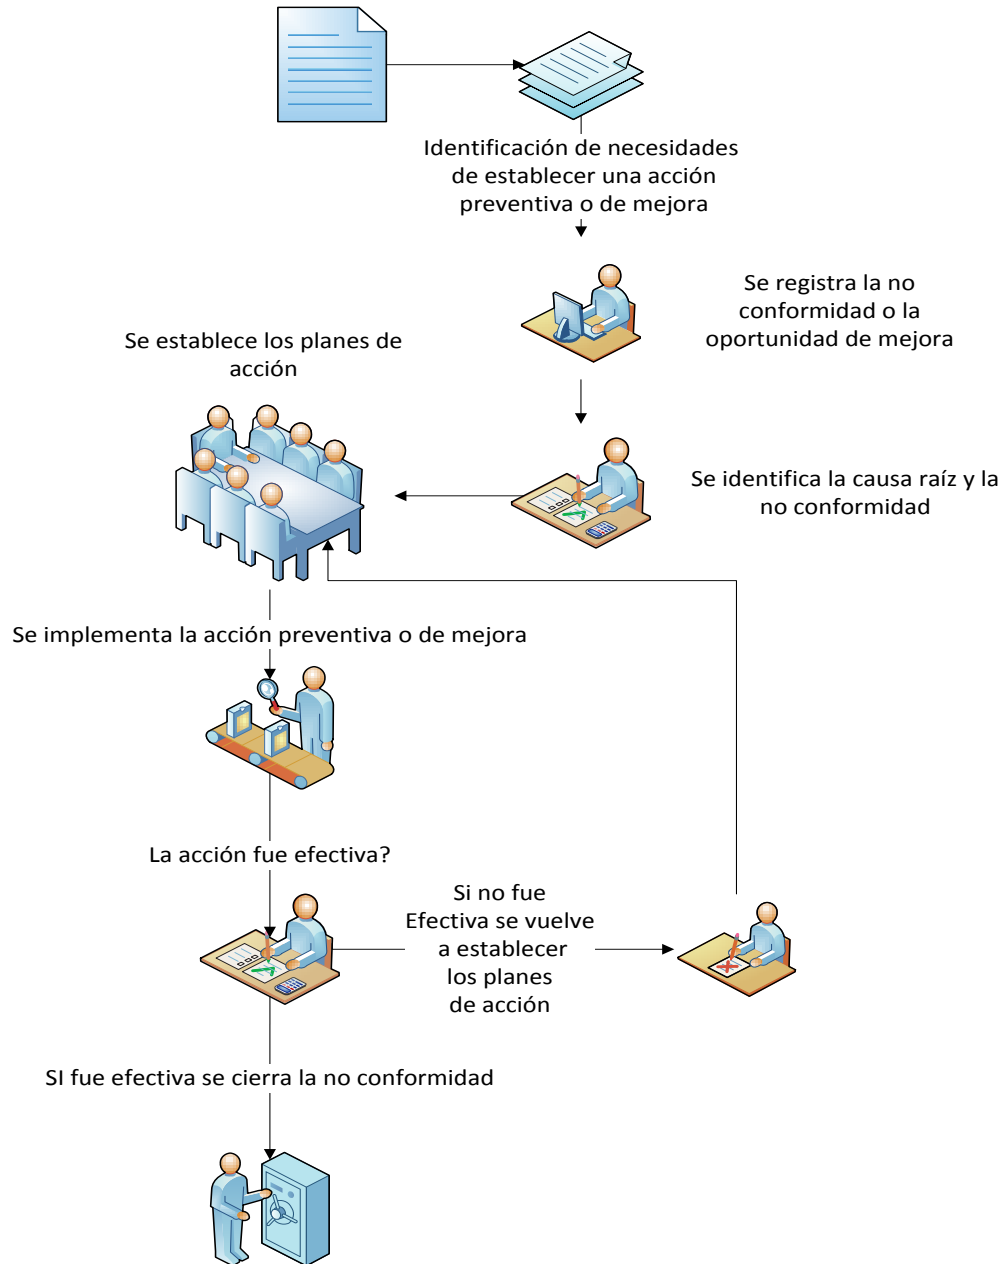 Identificación de necesidades
de establecer una acción
preventiva o de mejora
Se registra la no
conformidad o la
oportunidad de mejora
Se identifica la causa raíz y la
no conformidad
Se establece los planes de
acción
Se implementa la acción preventiva o de mejora
La acción fue efectiva?
Si no fue
Efectiva se vuelve
a establecer
los planes
de acción
SI fue efectiva se cierra la no conformidad